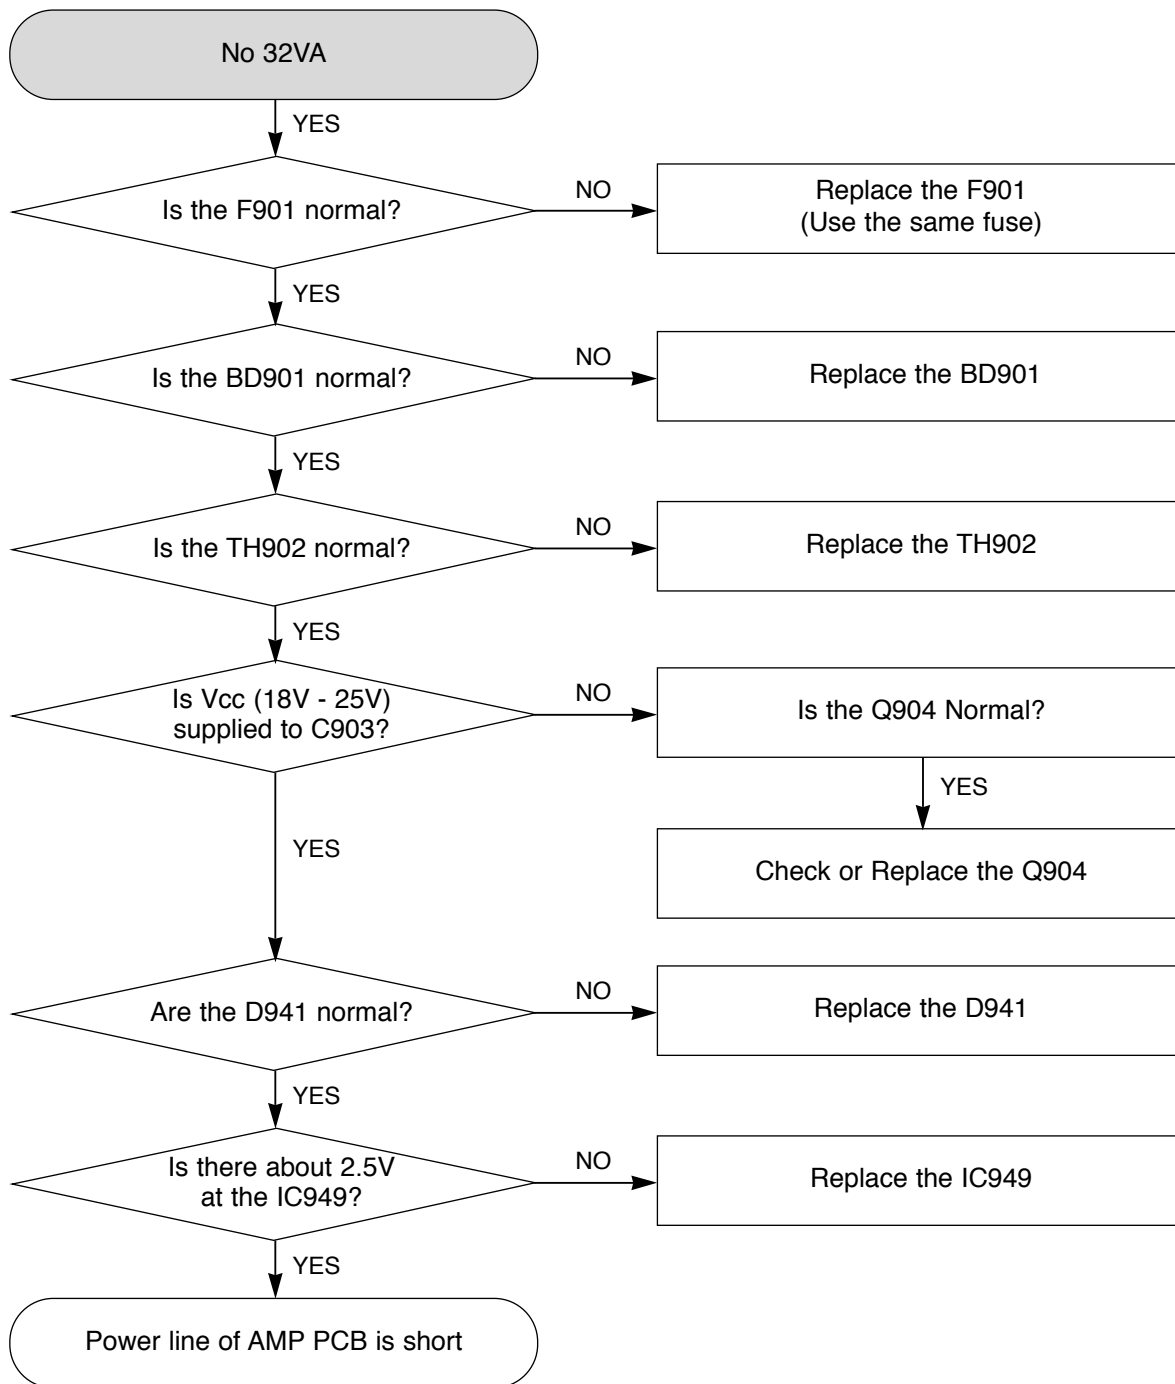 No 32VA
YES
Is the F901 normal?
NO
Replace the F901
(Use the same fuse)
YES
Is the BD901 normal?
NO
Replace the BD901
YES
Is the TH902 normal?
NO
Replace the TH902
YES
Is Vcc (18V - 25V)
supplied to C903?
NO
Is the Q904 Normal?
YES
Check or Replace the Q904
YES
Are the D941 normal?
NO
Replace the D941
YES
Is there about 2.5V
at the IC949?
NO
Replace the IC949
YES
Power line of AMP PCB is short